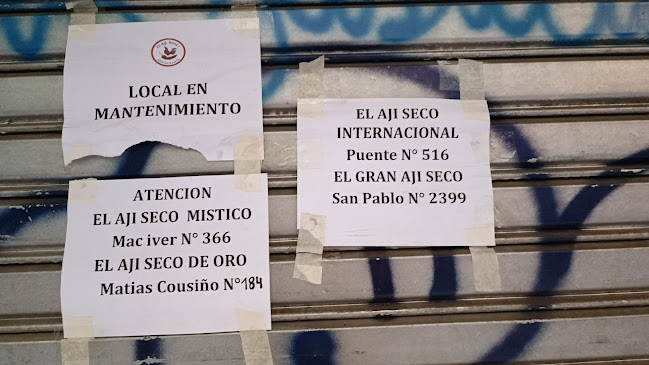 LOCAL EN
MANTENIMIENTO
ATENCION
EL AJI SECO MISTICO
Mac iver N° 366
EL AJI SECO DE ORO
Matias Cousiño N°184
EL AJI SECO
INTERNACIONAL
Puente N° 516
EL GRAN AJI SECO
San Pablo N° 2399